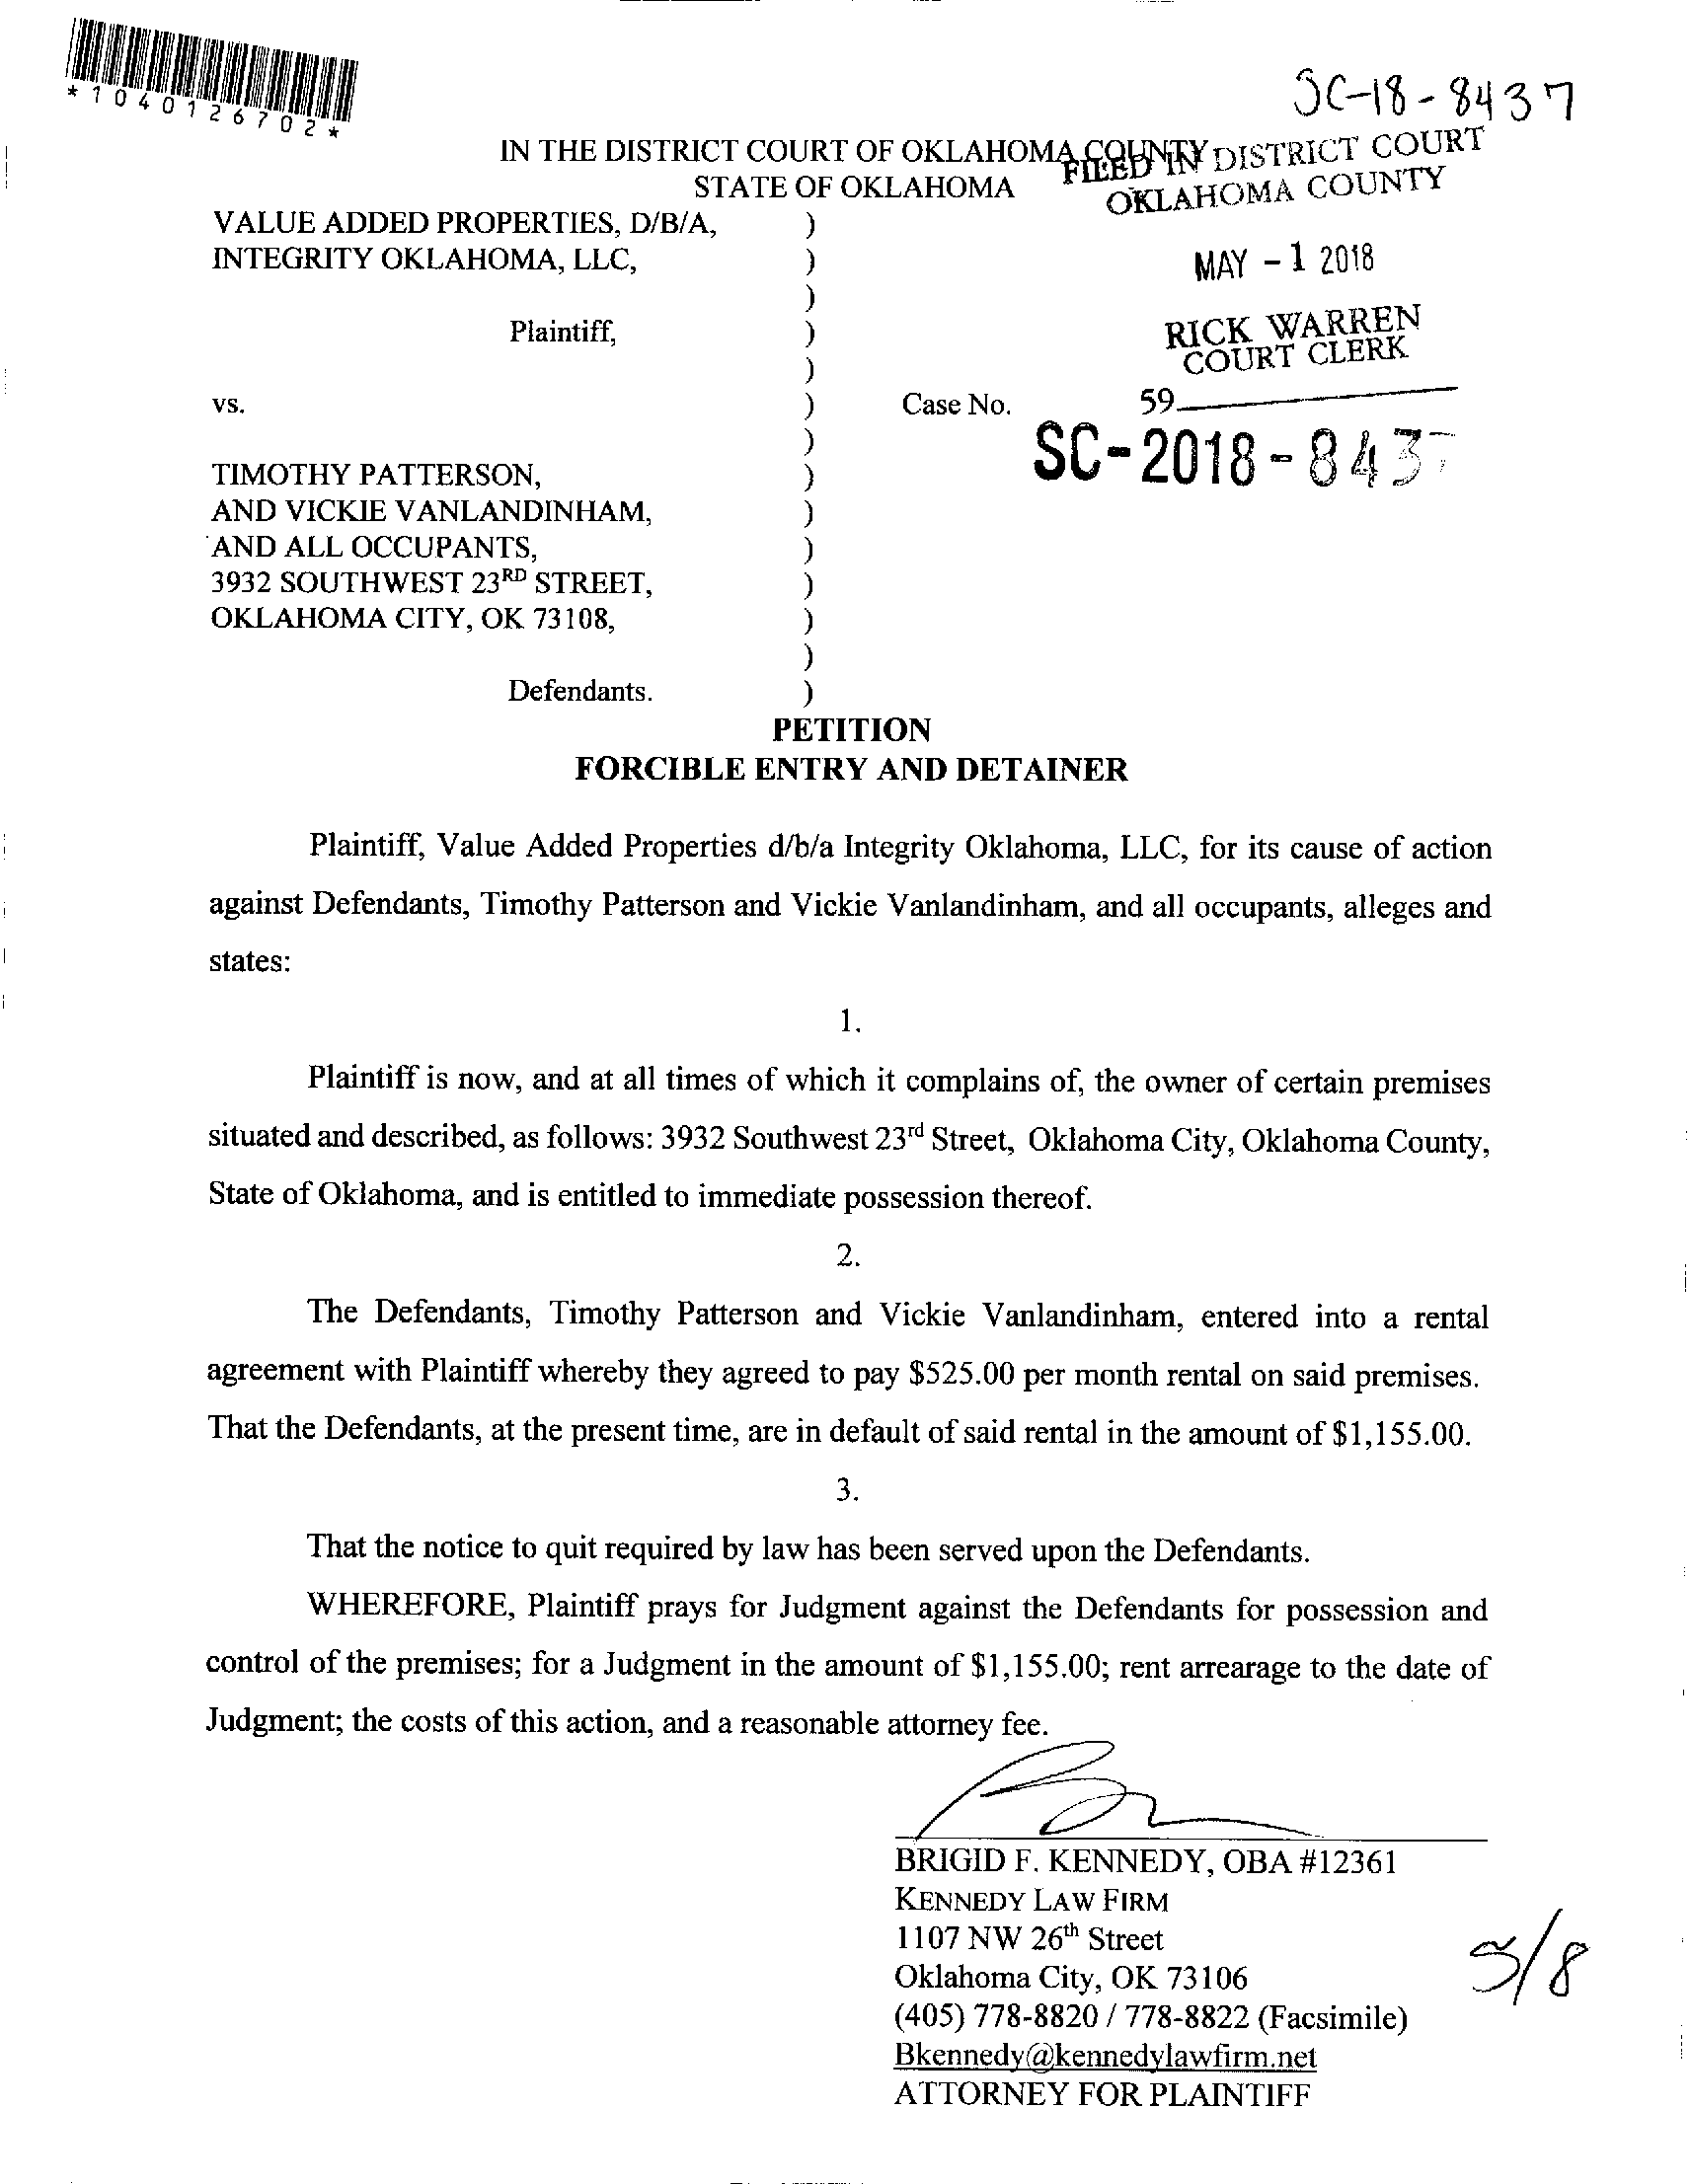 *1040126702*
SC-18-8437
IN THE DISTRICT COURT OF OKLAHOMA COUNTY
STATE OF OKLAHOMA
FILED IN DISTRICT COURT
OKLAHOMA COUNTY
MAY - 1 2018
RICK WARREN
COURT CLERK
59
VALUE ADDED PROPERTIES, D/B/A,
INTEGRITY OKLAHOMA, LLC,
Plaintiff,
vs.
Case No.
SC-2018-8437
TIMOTHY PATTERSON,
AND VICKIE VANLANDINHAM,
AND ALL OCCUPANTS,
3932 SOUTHWEST 23RD STREET,
OKLAHOMA CITY, OK 73108,
Defendants.
PETITION
FORCIBLE ENTRY AND DETAINER
Plaintiff, Value Added Properties d/b/a Integrity Oklahoma, LLC, for its cause of action
against Defendants, Timothy Patterson and Vickie Vanlandinham, and all occupants, alleges and
states:
1.
Plaintiff is now, and at all times of which it complains of, the owner of certain premises
situated and described, as follows: 3932 Southwest 23rd Street, Oklahoma City, Oklahoma County,
State of Oklahoma, and is entitled to immediate possession thereof.
2.
The Defendants, Timothy Patterson and Vickie Vanlandinham, entered into a rental
agreement with Plaintiff whereby they agreed to pay $525.00 per month rental on said premises.
That the Defendants, at the present time, are in default of said rental in the amount of $1,155.00.
3.
That the notice to quit required by law has been served upon the Defendants.
WHEREFORE, Plaintiff prays for Judgment against the Defendants for possession and
control of the premises; for a Judgment in the amount of $1,155.00; rent arrearage to the date of
Judgment; the costs of this action, and a reasonable attorney fee.
BRIGID F. KENNEDY, OBA #12361
KENNEDY LAW FIRM
1107 NW 26th Street
Oklahoma City, OK 73106
(405) 778-8820 / 778-8822 (Facsimile)
Bkennedy@kennedylawfirm.net
ATTORNEY FOR PLAINTIFF
5/8